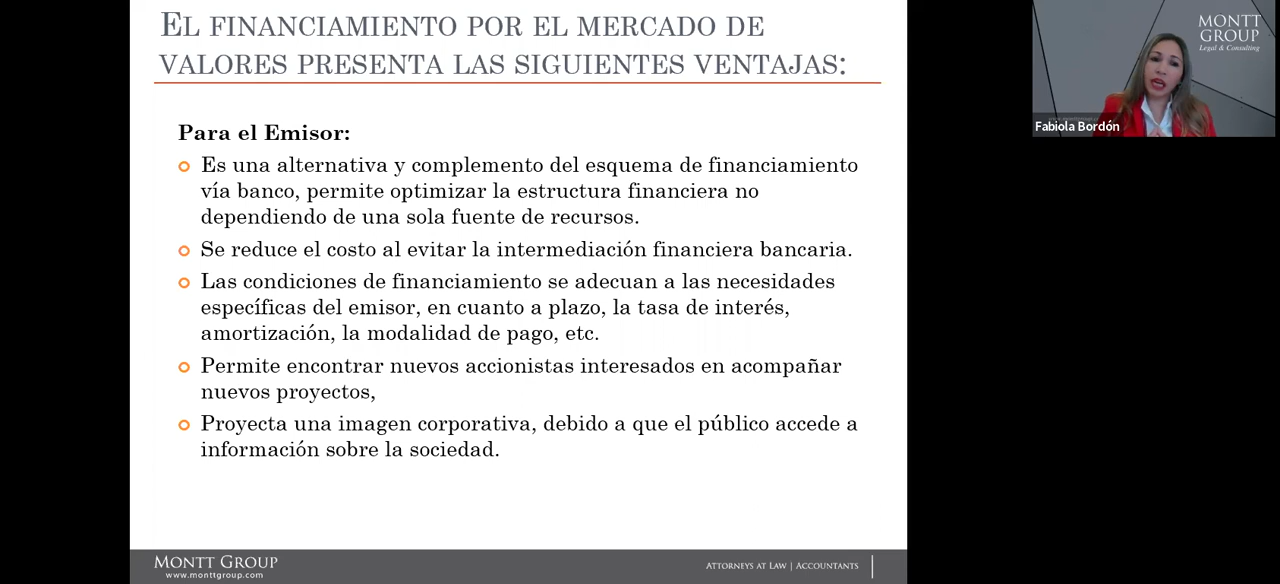 EL FINANCIAMIENTO POR EL MERCADO DE
VALORES PRESENTA LAS SIGUIENTES VENTAJAS:
Para el Emisor:
Es una alternativa y complemento del esquema de financiamiento
vía banco, permite optimizar la estructura financiera no
dependiendo de una sola fuente de recursos.
Se reduce el costo al evitar la intermediación financiera bancaria.
Las condiciones de financiamiento se adecuan a las necesidades
específicas del emisor, en cuanto a plazo, la tasa de interés,
amortización, la modalidad de pago, etc.
Permite encontrar nuevos accionistas interesados en acompañar
nuevos proyectos,
Proyecta una imagen corporativa, debido a que el público accede a
información sobre la sociedad.
MONTT GROUP
www.monttgroup.com
ATTORNEYS AT LAW | ACCOUNTANTS
MONTT
GROUP
Legal & Consulting
Fabiola Bordón